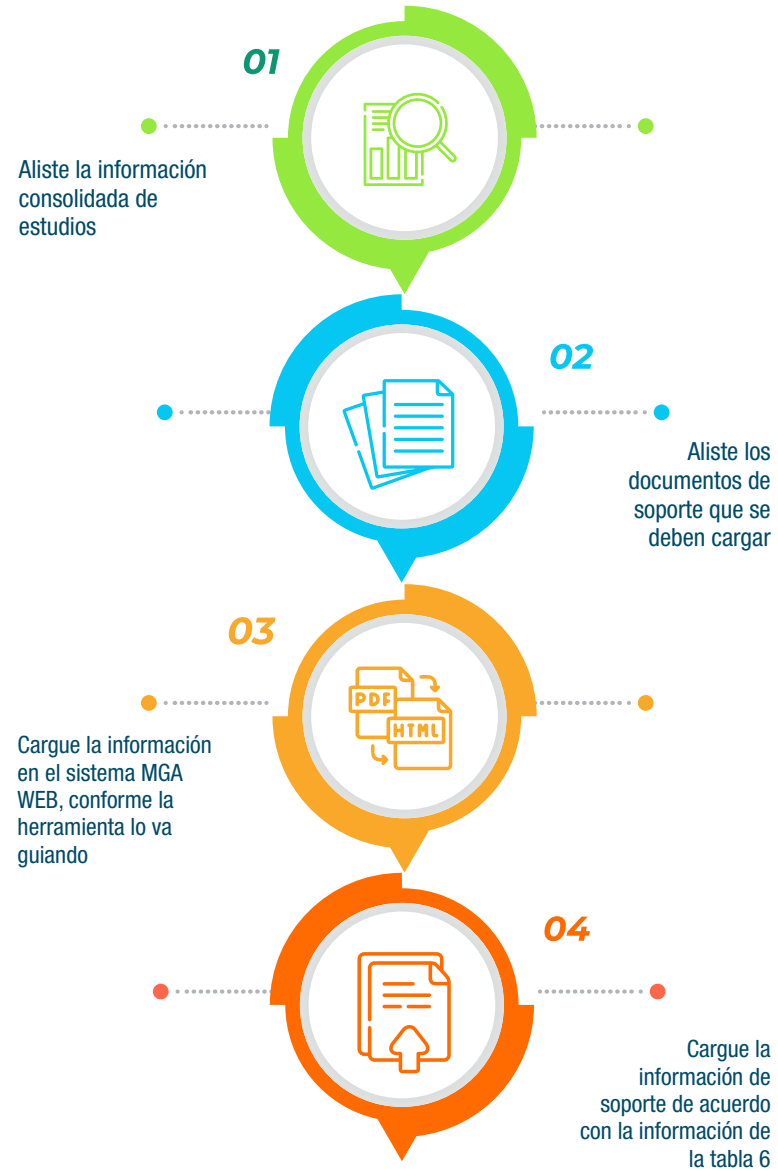 01
Aliste la información
consolidada de
estudios
02
Aliste los
documentos de
soporte que se
deben cargar
03
PDF
HTML
Cargue la información
en el sistema MGA
WEB, conforme la
herramienta lo va
guiando
04
Cargue la
información de
soporte de acuerdo
con la información de
la tabla 6